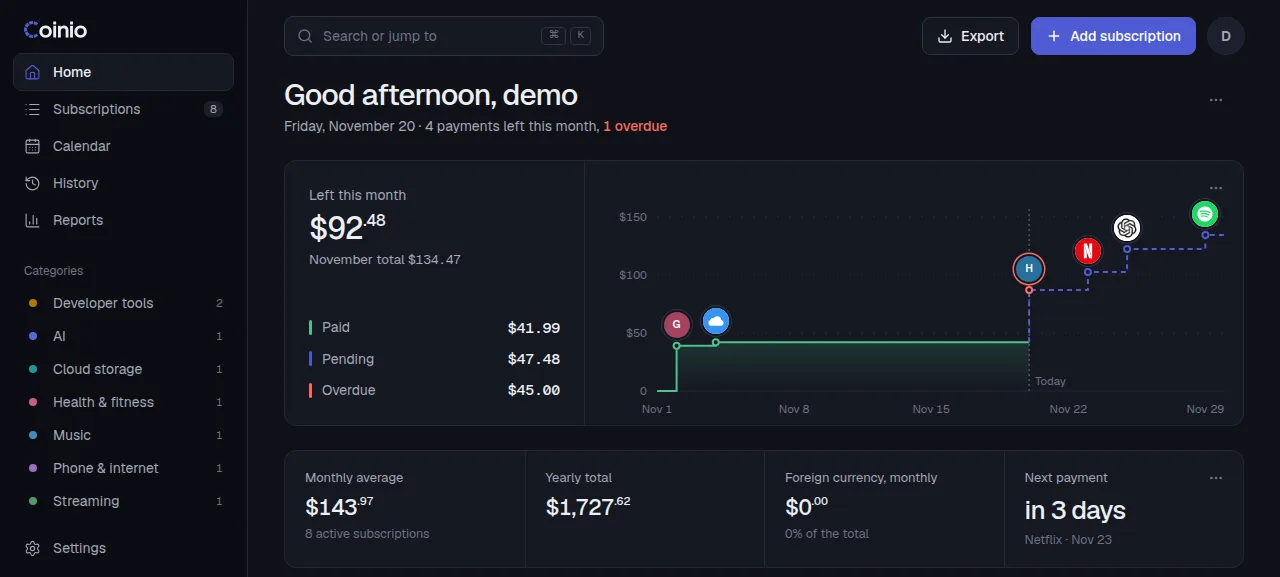 Coinio
Search or jump to
⌘ K
Export
+ Add subscription
D
Home
Subscriptions 8
Calendar
History
Reports
Categories
Developer tools 2
AI 1
Cloud storage 1
Health & fitness 1
Music 1
Phone & internet 1
Streaming 1
Settings
Good afternoon, demo
Friday, November 20 · 4 payments left this month, 1 overdue
Left this month
$92.48
November total $134.47
Paid $41.99
Pending $47.48
Overdue $45.00
$150
$100
$50
0
G
H
N
Today
Nov 1 Nov 8 Nov 15 Nov 22 Nov 29
Monthly average
$143.97
8 active subscriptions
Yearly total
$1,727.62
Foreign currency, monthly
$0.00
0% of the total
Next payment
in 3 days
Netflix · Nov 23